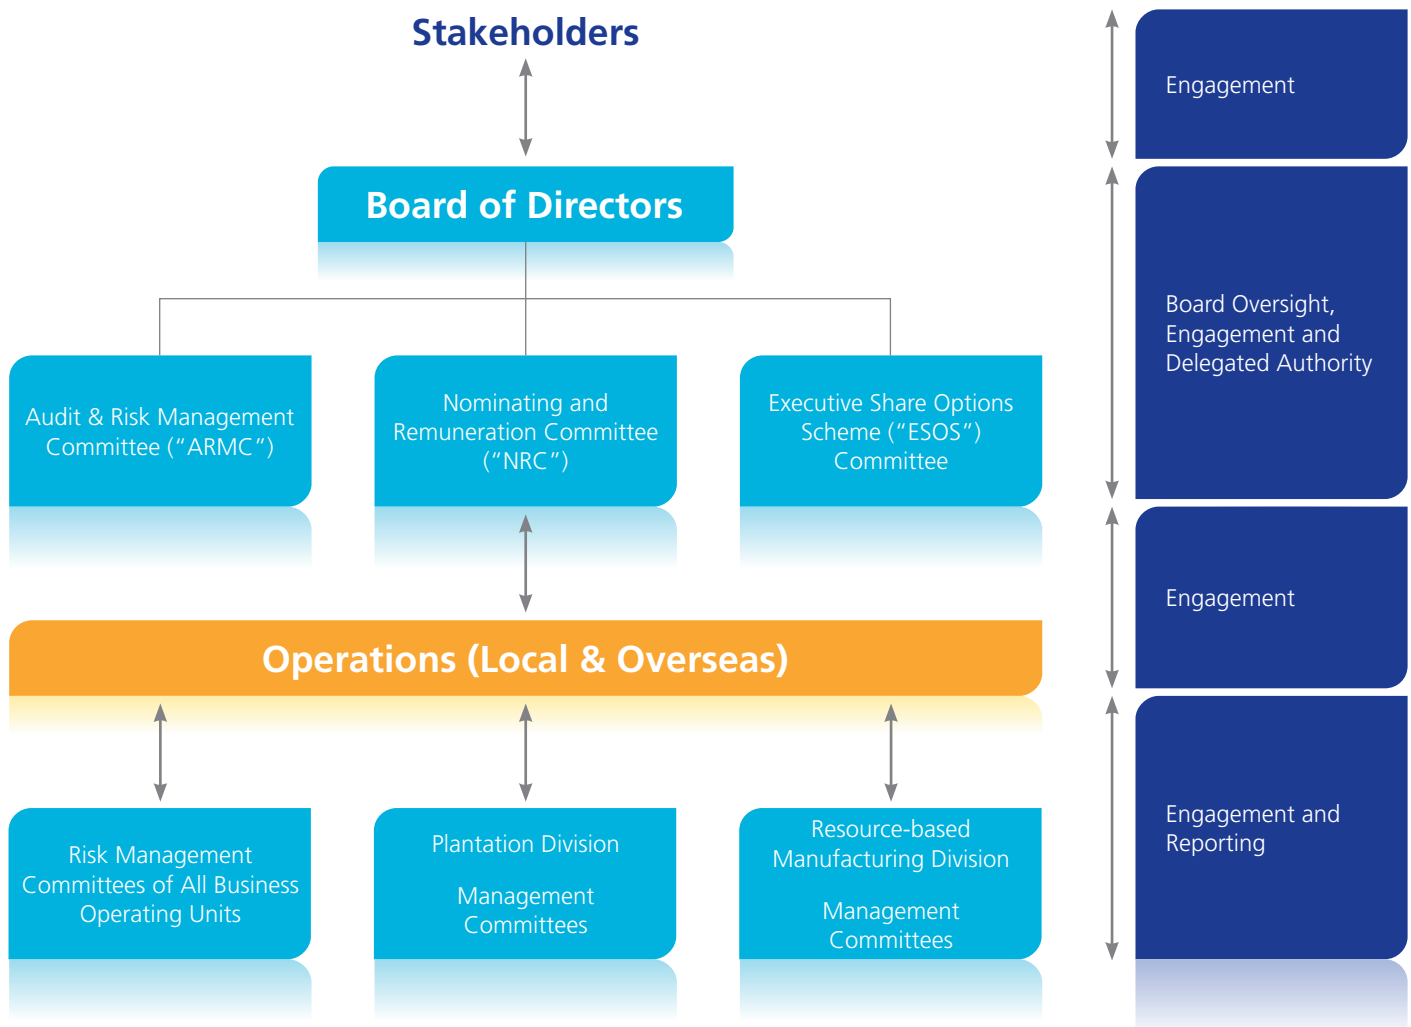 Stakeholders
Engagement
Board of Directors
Board Oversight,
Engagement and
Delegated Authority
Audit & Risk Management
Committee (“ARMC”)
Nominating and
Remuneration Committee
(“NRC”)
Executive Share Options
Scheme (“ESOS”)
Committee
Engagement
Operations (Local & Overseas)
Risk Management
Committees of All Business
Operating Units
Plantation Division
Management
Committees
Resource-based
Manufacturing Division
Management
Committees
Engagement and
Reporting